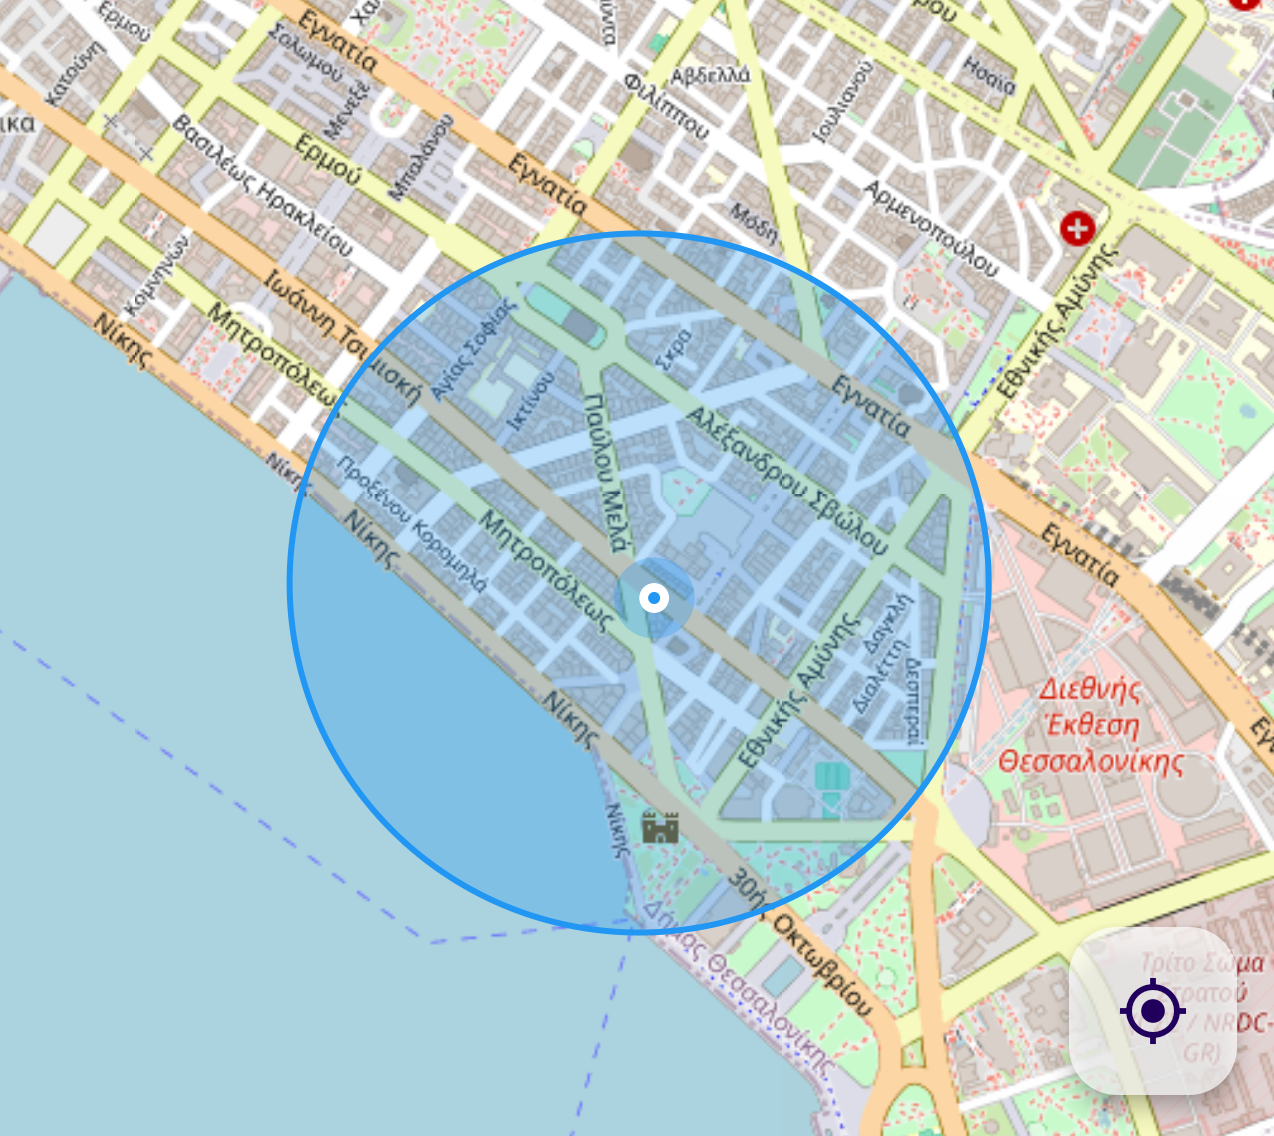 Ερμού
Χα
ρου
Εγνατία
Σολωμού
Κατούνη
Αβδελλά
Ησαΐα
Φιλίππου
Ιουλιανού
Μενεξέ
Βασιλέως Ηρακλείου
Ερμού
Μπαλάνου
Εγνατία
Αρμενοπούλου
Μόδη
Εθνικής Αμύνης
Κομνηνών
Ιωάννη Τσιμισκή
Νίκης
Μητροπόλεως
Αγίας Σοφίας
Σκρα
Ικτίνου
Εγνατία
Παύλου Μελά
Αλεξάνδρου Σβώλου
Νίκης
Προξένου Κορομηλά
Νίκης
Μητροπόλεως
Εγνατία
Εθνικής Αμύνης
Δαγκλή
Διαλέττη
Δεσπεραί
Διεθνής
Έκθεση
Θεσσαλονίκης
Νίκης
Νίκης
30ής Οκτωβρίου
Δήμος Θεσσαλονίκης
Τρίτο Σώμα
Στρατού
/ NRDC-
GR)